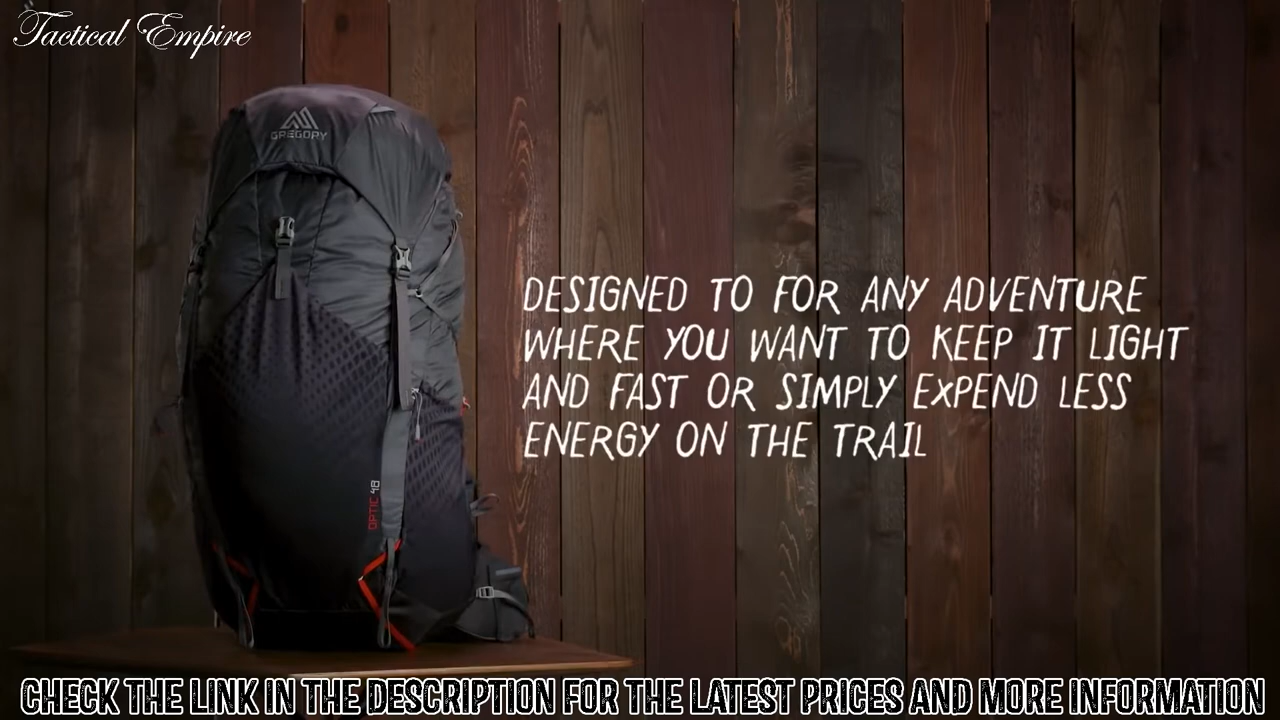 Tactical Empire
GREGORY
DESIGNED TO FOR ANY ADVENTURE
WHERE YOU WANT TO KEEP IT LIGHT
AND FAST OR SIMPLY EXPEND LESS
ENERGY ON THE TRAIL
OPTIC 48
CHECK THE LINK IN THE DESCRIPTION FOR THE LATEST PRICES AND MORE INFORMATION